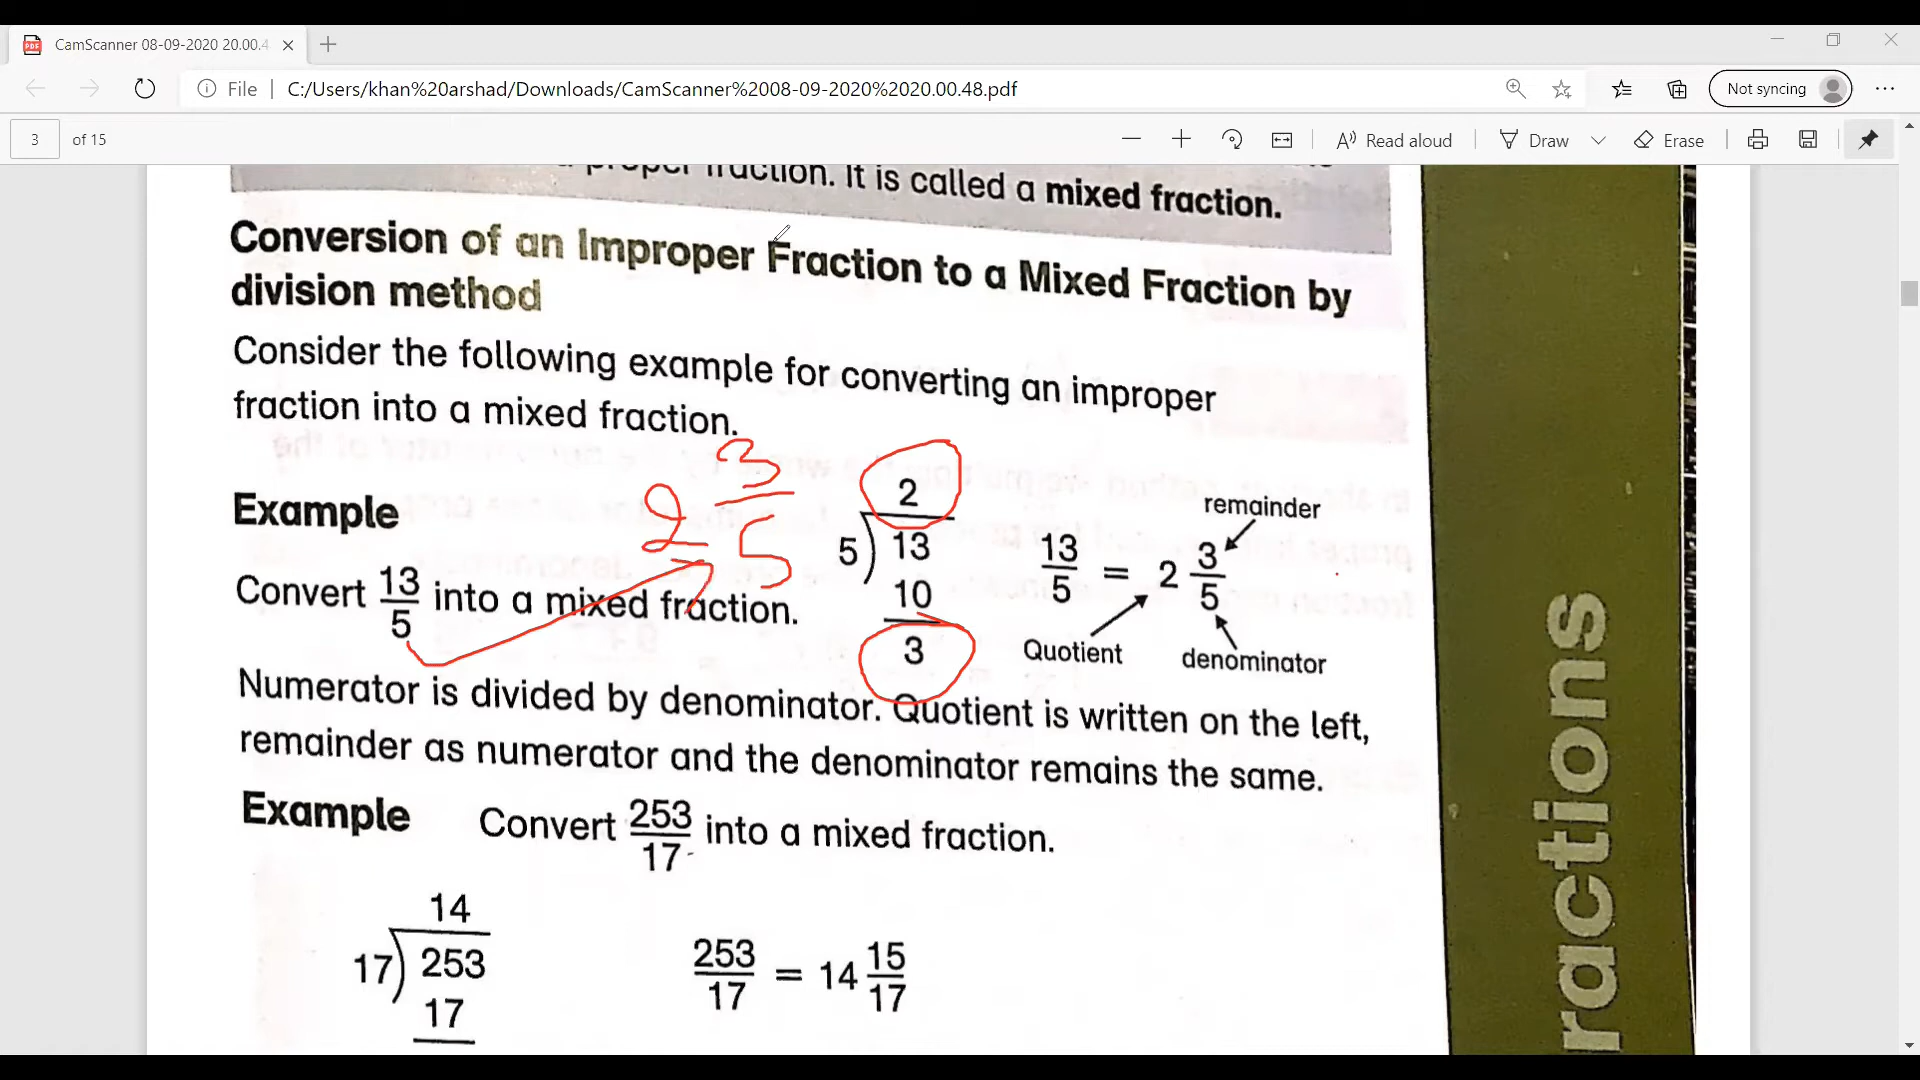 CamScanner 08-09-2020 20.00.4
File | C:/Users/khan%20arshad/Downloads/CamScanner%2008-09-2020%2020.00.48.pdf
Not syncing
3 of 15
Read aloud
Draw
Erase
a proper fraction. It is called a mixed fraction.
Conversion of an Improper Fraction to a Mixed Fraction by
division method
Consider the following example for converting an improper
fraction into a mixed fraction.
Example
Convert 13/5 into a mixed fraction.
2 3/5
2
5) 13
10
3
13/5 = 2 3/5
remainder
Quotient
denominator
Numerator is divided by denominator. Quotient is written on the left,
remainder as numerator and the denominator remains the same.
Example Convert 253/17 into a mixed fraction.
14
17) 253
17
253/17 = 14 15/17
ractions